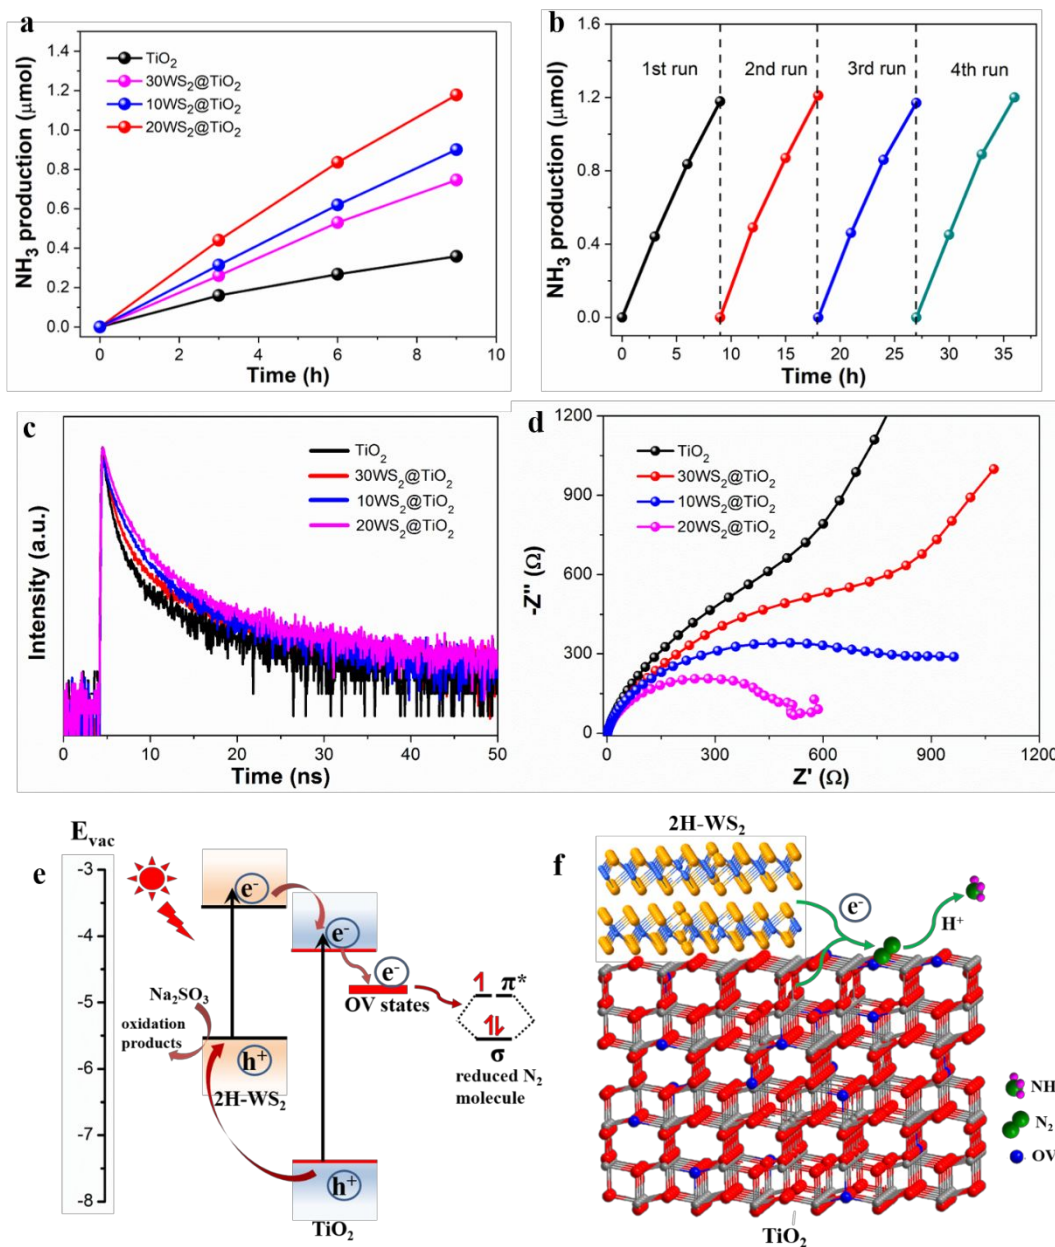 a
NH₃ production (μmol)
1.4
1.2
1.0
0.8
0.6
0.4
0.2
0.0
TiO₂
30WS₂@TiO₂
10WS₂@TiO₂
20WS₂@TiO₂
0 2 4 6 8 10
Time (h)
b
NH₃ production (μmol)
1.6
1.2
0.8
0.4
0.0
1st run 2nd run 3rd run 4th run
0 5 10 15 20 25 30 35
Time (h)
c
Intensity (a.u.)
TiO₂
30WS₂@TiO₂
10WS₂@TiO₂
20WS₂@TiO₂
0 10 20 30 40 50
Time (ns)
d
-Z'' (Ω)
1200
900
600
300
0
TiO₂
30WS₂@TiO₂
10WS₂@TiO₂
20WS₂@TiO₂
0 300 600 900 1200
Z' (Ω)
e
E_vac
-3
-4
-5
-6
-7
-8
e⁻
e⁻
e⁻
OV states
π*
σ
reduced N₂
molecule
Na₂SO₃
oxidation
products
h⁺
2H-WS₂
h⁺
TiO₂
f
2H-WS₂
e⁻
H⁺
NH
N₂
OV
TiO₂